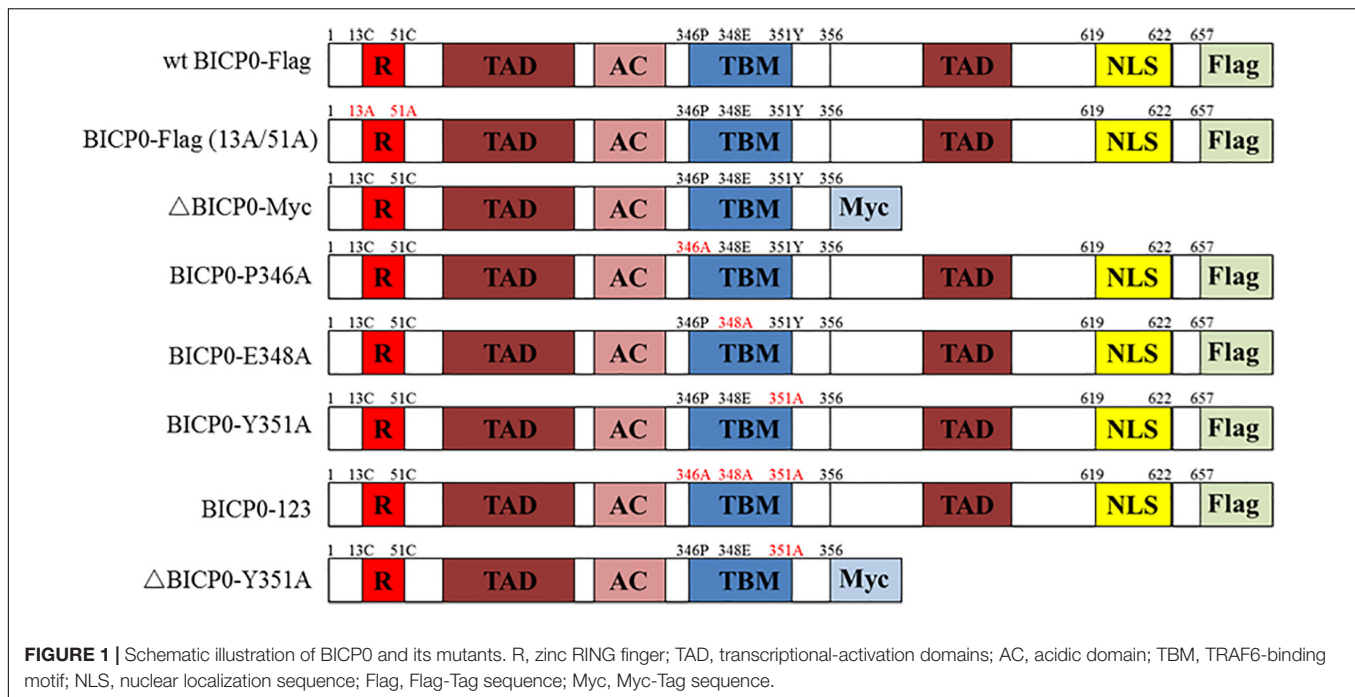 1 13C 51C 346P 348E 351Y 356 619 622 657
wt BICP0-Flag R TAD AC TBM TAD NLS Flag
1 13A 51A 346P 348E 351Y 356 619 622 657
BICP0-Flag (13A/51A) R TAD AC TBM TAD NLS Flag
1 13C 51C 346P 348E 351Y 356
△BICP0-Myc R TAD AC TBM Myc
1 13C 51C 346A 348E 351Y 356 619 622 657
BICP0-P346A R TAD AC TBM TAD NLS Flag
1 13C 51C 346P 348A 351Y 356 619 622 657
BICP0-E348A R TAD AC TBM TAD NLS Flag
1 13C 51C 346P 348E 351A 356 619 622 657
BICP0-Y351A R TAD AC TBM TAD NLS Flag
1 13C 51C 346A 348A 351A 356 619 622 657
BICP0-123 R TAD AC TBM TAD NLS Flag
1 13C 51C 346P 348E 351A 356
△BICP0-Y351A R TAD AC TBM Myc
FIGURE 1 | Schematic illustration of BICP0 and its mutants. R, zinc RING finger; TAD, transcriptional-activation domains; AC, acidic domain; TBM, TRAF6-binding
motif; NLS, nuclear localization sequence; Flag, Flag-Tag sequence; Myc, Myc-Tag sequence.